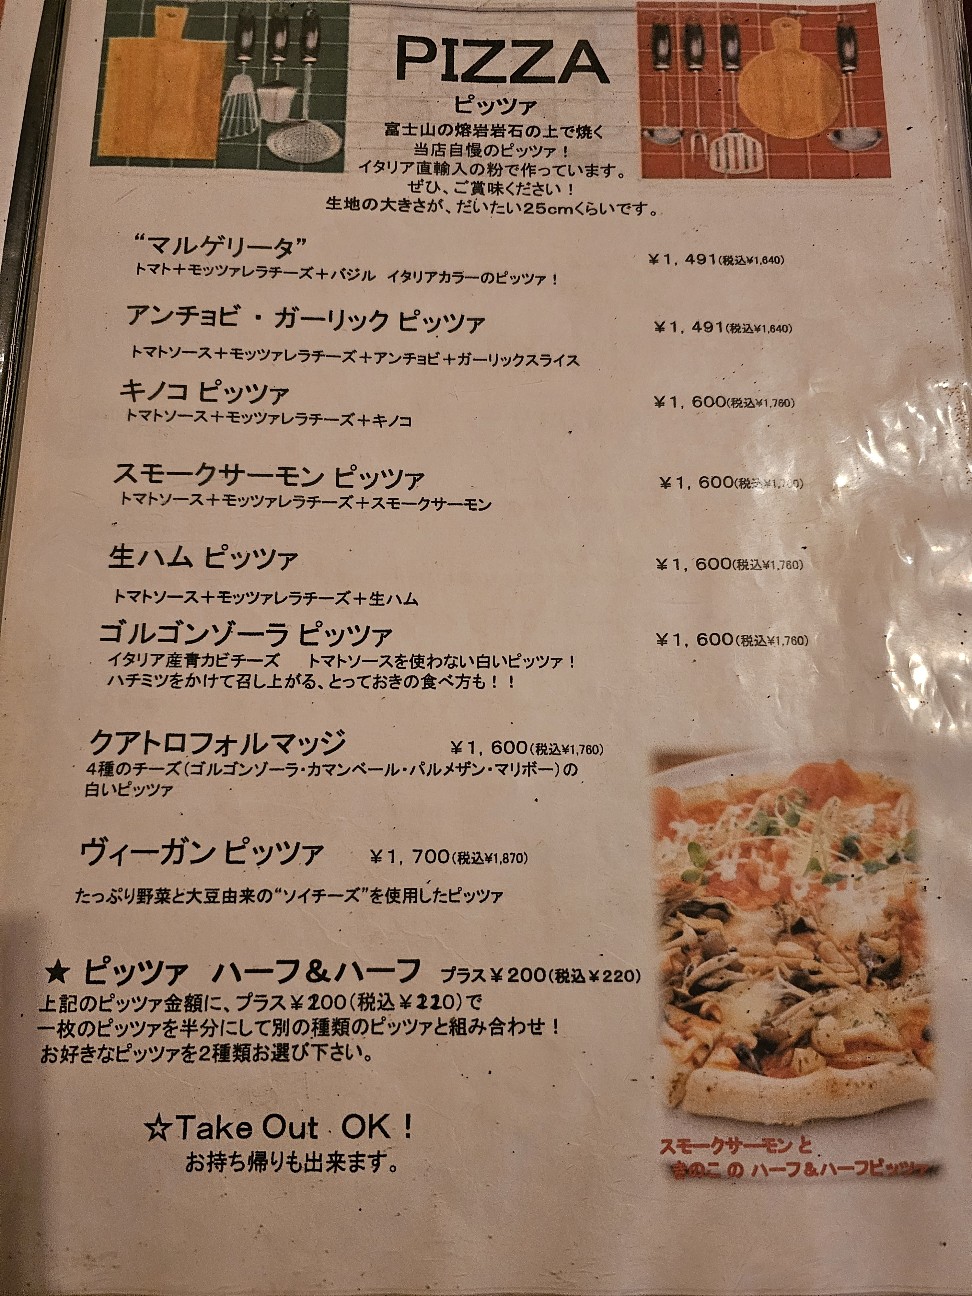 PIZZA
ピッツァ
富士山の熔岩岩石の上で焼く
当店自慢のピッツァ！
イタリア直輸入の粉で作っています。
ぜひ、ご賞味ください！
生地の大きさが、だいたい25cmくらいです。
“マルゲリータ” ￥1，491(税込¥1,640)
トマト＋モッツァレラチーズ＋バジル イタリアカラーのピッツァ！
アンチョビ・ガーリック ピッツァ ￥1，491(税込¥1,640)
トマトソース＋モッツァレラチーズ＋アンチョビ＋ガーリックスライス
キノコ ピッツァ ￥1，600(税込¥1,760)
トマトソース＋モッツァレラチーズ＋キノコ
スモークサーモン ピッツァ ￥1，600(税込¥1,760)
トマトソース＋モッツァレラチーズ＋スモークサーモン
生ハム ピッツァ ￥1，600(税込¥1,760)
トマトソース＋モッツァレラチーズ＋生ハム
ゴルゴンゾーラ ピッツァ ￥1，600(税込¥1,760)
イタリア産青カビチーズ トマトソースを使わない白いピッツァ！
ハチミツをかけて召し上がる、とっておきの食べ方も！！
クアトロフォルマッジ ￥1，600(税込¥1,760)
4種のチーズ（ゴルゴンゾーラ・カマンベール・パルメザン・マリボー）の
白いピッツァ
ヴィーガン ピッツァ ￥1，700(税込¥1,870)
たっぷり野菜と大豆由来の“ソイチーズ”を使用したピッツァ
★ ピッツァ ハーフ＆ハーフ プラス￥200(税込￥220)
上記のピッツァ金額に、プラス￥200（税込￥220）で
一枚のピッツァを半分にして別の種類のピッツァと組み合わせ！
お好きなピッツァを2種類お選び下さい。
☆Take Out OK！
お持ち帰りも出来ます。
スモークサーモン と
きのこ の ハーフ＆ハーフピッツァ